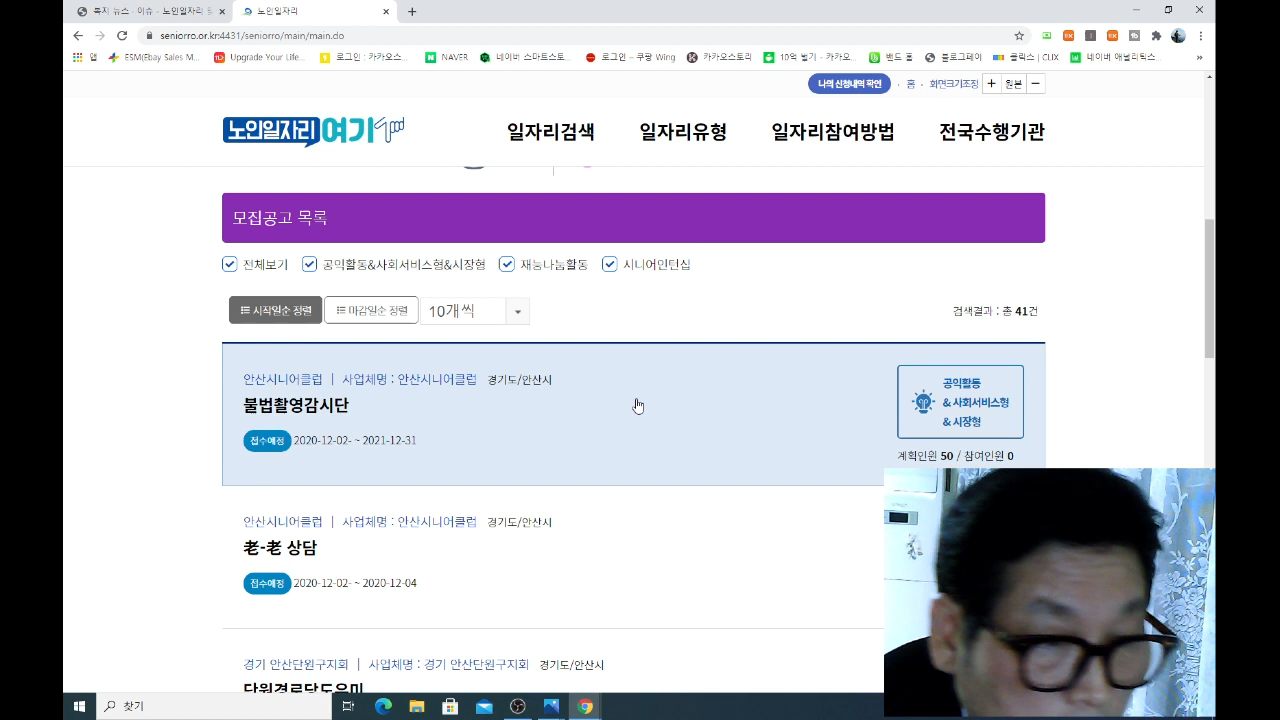 복지 뉴스 - 이슈 - 노인일자리
노인일자리
seniorro.or.kr:4431/seniorro/main/main.do
앱
ESM(Ebay Sales M...
Upgrade Your Life...
로그인 : 카카오스...
NAVER
네이버 스마트스토...
로그인 - 쿠팡 Wing
카카오스토리
10억 벌기 - 카카오...
밴드 홈
블로그페이
클릭스 | CLIX
네이버 애널리틱스...
나의 신청내역 확인
홈
화면크기조정
+ 원본 −
노인일자리여기
일자리검색
일자리유형
일자리참여방법
전국수행기관
모집공고 목록
전체보기
공익활동&사회서비스형&시장형
재능나눔활동
시니어인턴십
시작일순 정렬
마감일순 정렬
10개씩
검색결과 : 총 41건
안산시니어클럽 | 사업체명 : 안산시니어클럽 경기도/안산시
불법촬영감시단
접수예정 2020-12-02- ~ 2021-12-31
공익활동
& 사회서비스형
& 시장형
계획인원 50 / 참여인원 0
안산시니어클럽 | 사업체명 : 안산시니어클럽 경기도/안산시
老-老 상담
접수예정 2020-12-02- ~ 2020-12-04
경기 안산단원구지회 | 사업체명 : 경기 안산단원구지회 경기도/안산시
단원경로당도우미
찾기